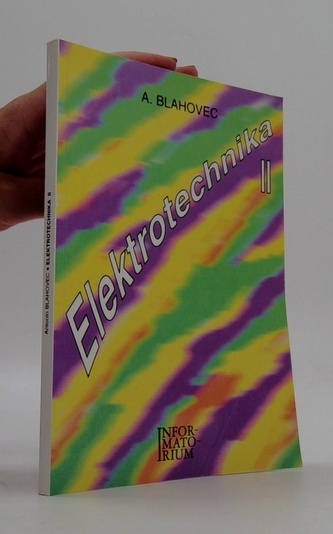 A. BLAHOVEC
Elektrotechnika
II
INFOR-
MATO-
RIUM
Antonín BLAHOVEC • ELEKTROTECHNIKA II